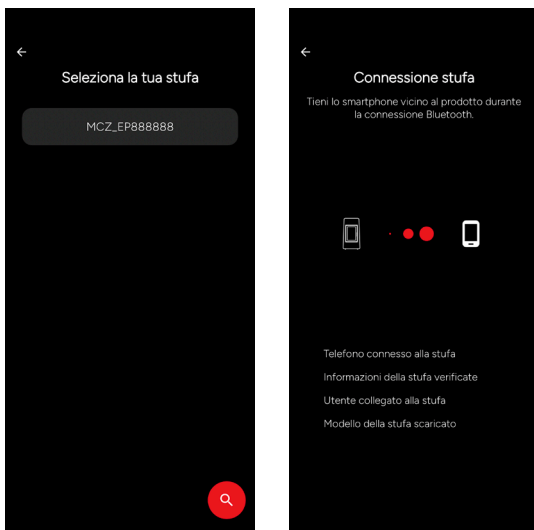 Seleziona la tua stufa
MCZ_EP888888
Connessione stufa
Tieni lo smartphone vicino al prodotto durante
la connessione Bluetooth.
Telefono connesso alla stufa
Informazioni della stufa verificate
Utente collegato alla stufa
Modello della stufa scaricato